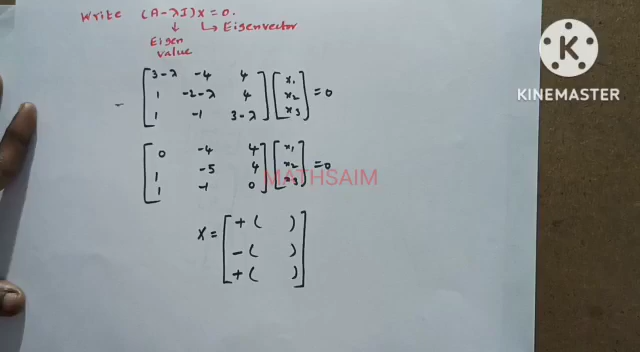 Write (A-λI)x=0.
↓ ↳ Eigenvector
Eigen
value
KINEMASTER
[3-λ -4 4] [x₁]
[1 -2-λ 4] [x₂] =0
[1 -1 3-λ] [x₃]
[0 -4 4] [x₁]
[1 -5 4] [x₂] =0
[1 -1 0] [x₃]
MATHSAIM
[+ ( )]
X = [- ( )]
[+ ( )]